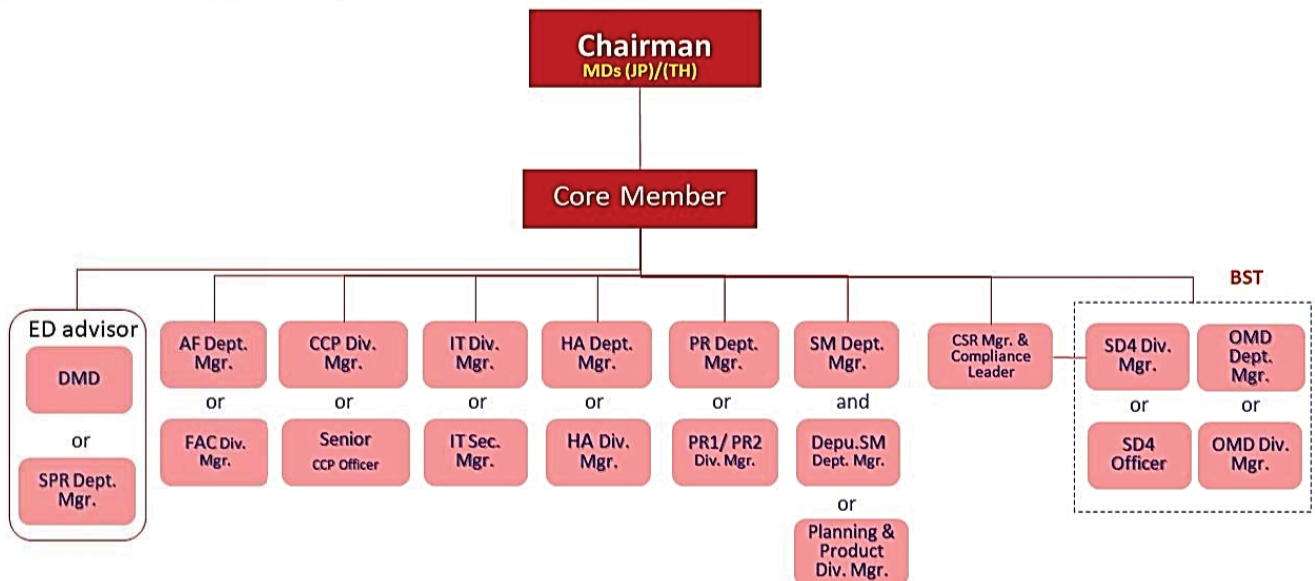 Chairman
MDs (JP)/(TH)
Core Member
BST
ED advisor
DMD
or
SPR Dept.
Mgr.
AF Dept.
Mgr.
or
FAC Div.
Mgr.
CCP Div.
Mgr.
or
Senior
CCP Officer
IT Div.
Mgr.
or
IT Sec.
Mgr.
HA Dept.
Mgr.
or
HA Div.
Mgr.
PR Dept.
Mgr.
or
PR1/ PR2
Div. Mgr.
SM Dept.
Mgr.
and
Depu.SM
Dept. Mgr.
or
Planning &
Product
Div. Mgr.
CSR Mgr. &
Compliance
Leader
SD4 Div.
Mgr.
or
SD4
Officer
OMD
Dept.
Mgr.
or
OMD Div.
Mgr.